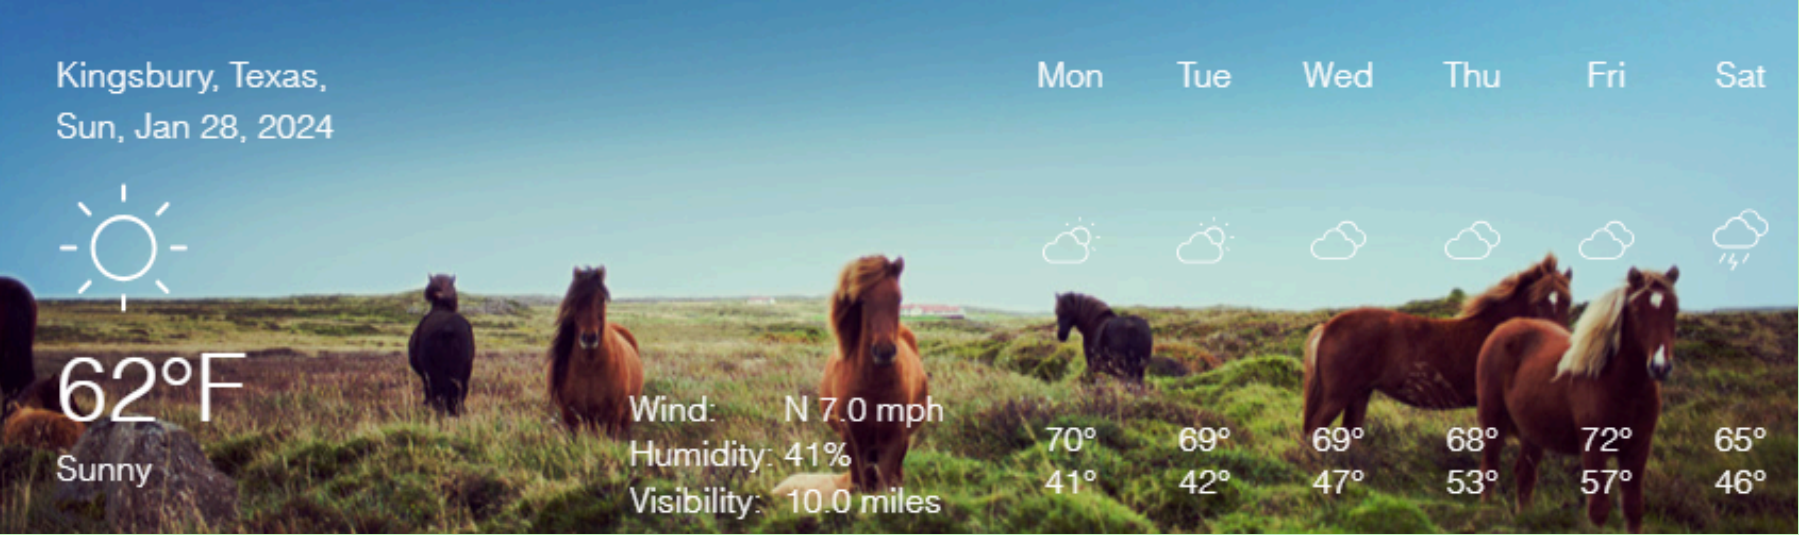 Kingsbury, Texas,
Sun, Jan 28, 2024
62°F
Sunny
Wind: N 7.0 mph
Humidity: 41%
Visibility: 10.0 miles
Mon Tue Wed Thu Fri Sat
70° 69° 69° 68° 72° 65°
41° 42° 47° 53° 57° 46°